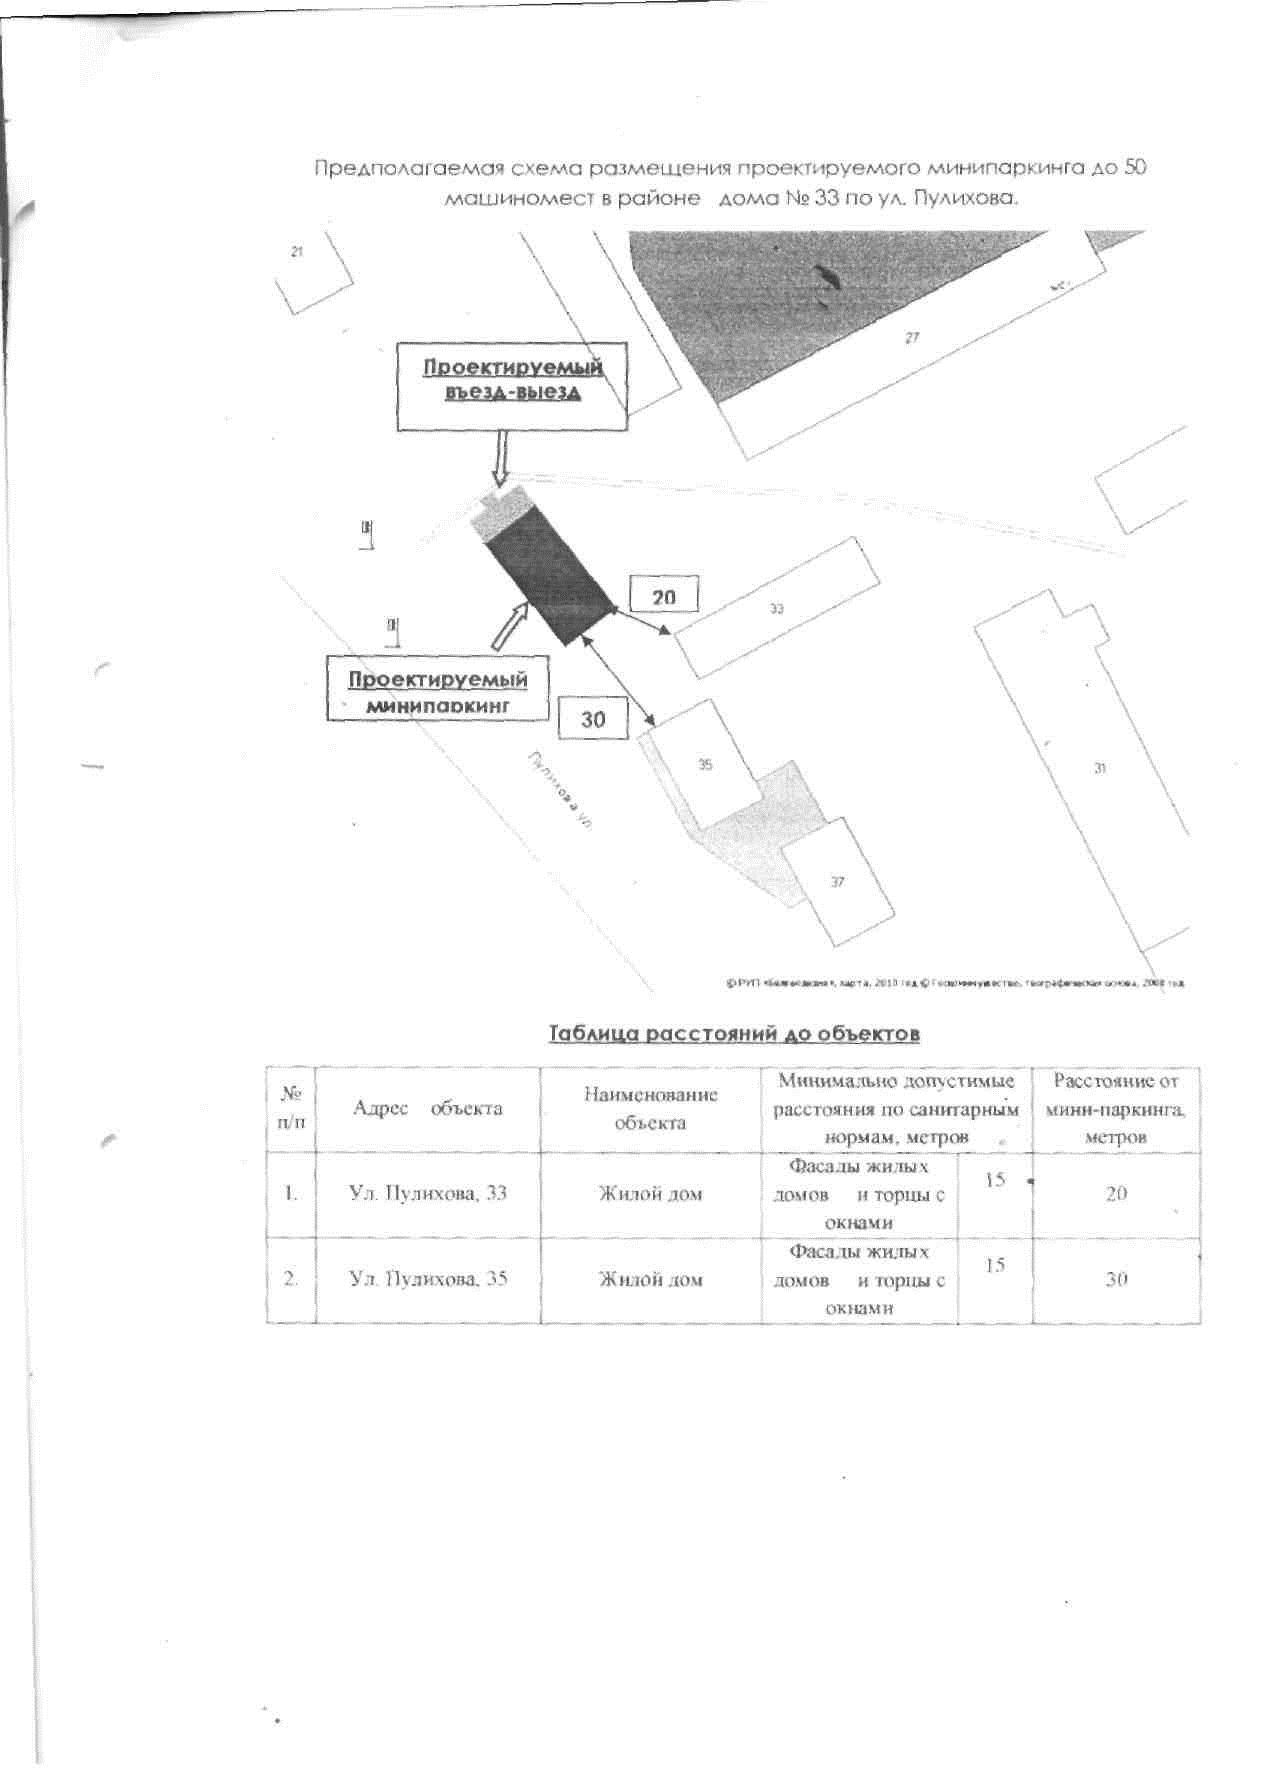 Предполагаемая схема размещения проектируемого минипаркинга до 50
машиномест в районе дома № 33 по ул. Пулихова.
21
27
Проектируемый
въезд-выезд
20
33
Проектируемый
минипаркинг
30
35
31
Пулихова ул
37
© РУП «Белгеодезия», карта, 2010 год © Госкомимущество, географическая основа, 2008 год
Таблица расстояний до объектов
№
п/п
Адрес объекта
Наименование
объекта
Минимально допустимые
расстояния по санитарным
нормам, метров
Расстояние от
мини-паркинга,
метров
1.
Ул. Пулихова, 33
Жилой дом
Фасады жилых
домов и торцы с
окнами
15
20
2.
Ул. Пулихова, 35
Жилой дом
Фасады жилых
домов и торцы с
окнами
15
30